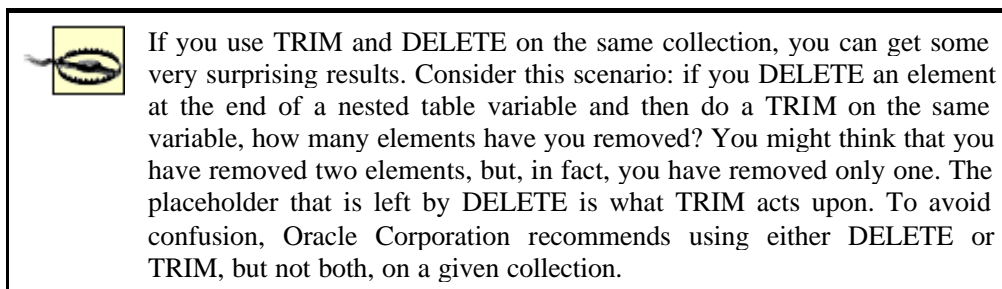 If you use TRIM and DELETE on the same collection, you can get some
very surprising results. Consider this scenario: if you DELETE an element
at the end of a nested table variable and then do a TRIM on the same
variable, how many elements have you removed? You might think that you
have removed two elements, but, in fact, you have removed only one. The
placeholder that is left by DELETE is what TRIM acts upon. To avoid
confusion, Oracle Corporation recommends using either DELETE or
TRIM, but not both, on a given collection.